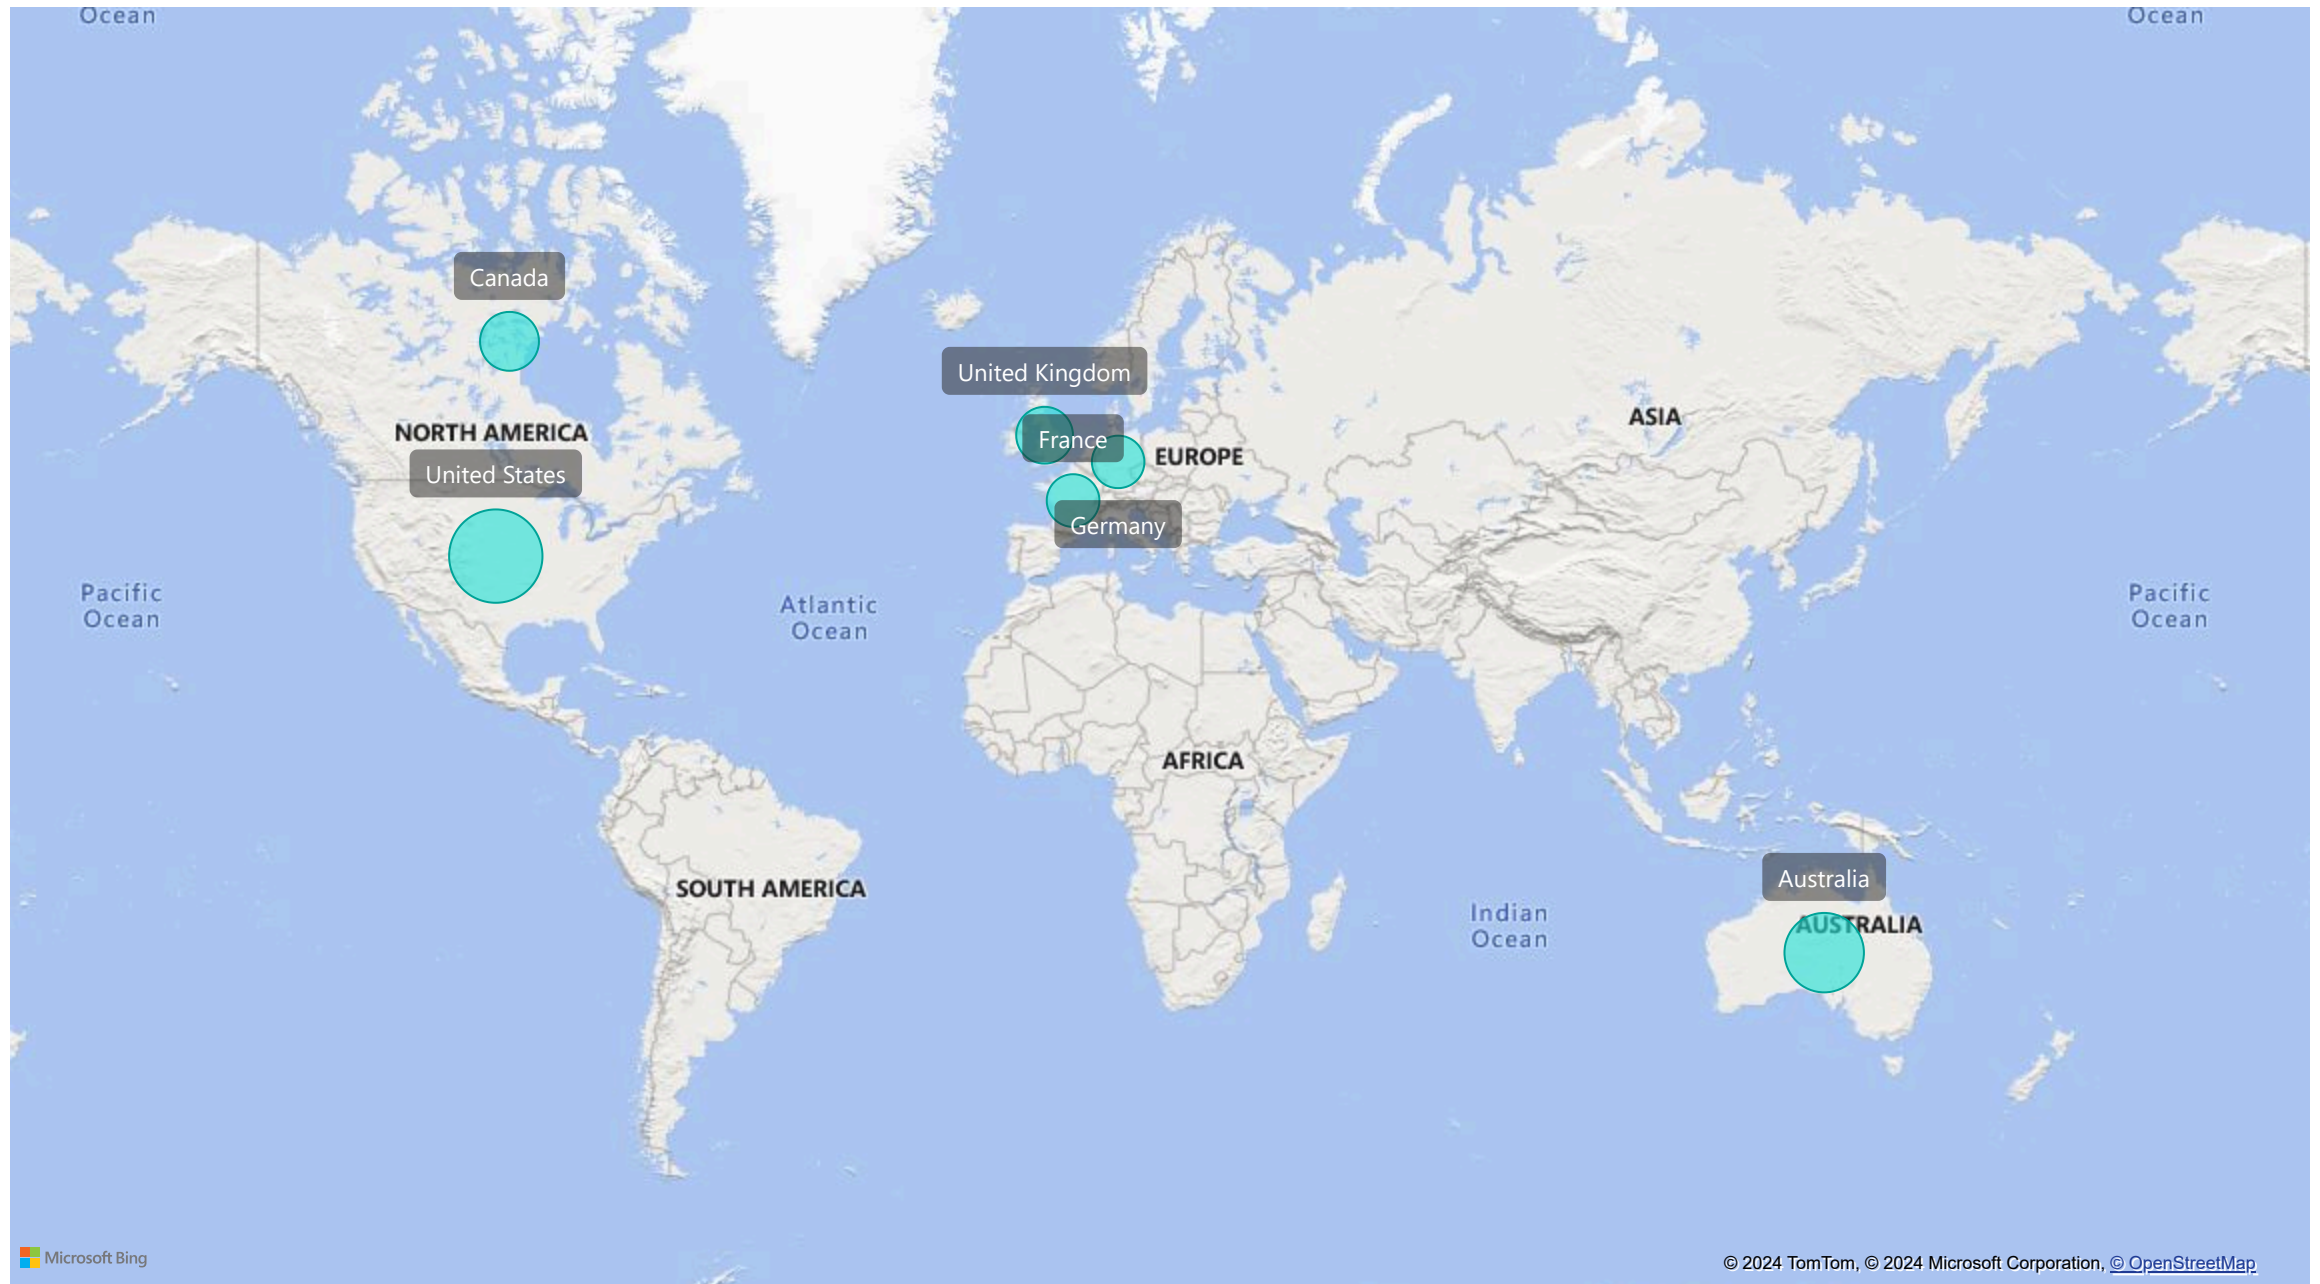 Ocean
Ocean
Canada
United Kingdom
NORTH AMERICA
ASIA
France
EUROPE
United States
Germany
Pacific
Ocean
Atlantic
Ocean
Pacific
Ocean
AFRICA
SOUTH AMERICA
Australia
Indian
Ocean
AUSTRALIA
Microsoft Bing
© 2024 TomTom, © 2024 Microsoft Corporation, © OpenStreetMap